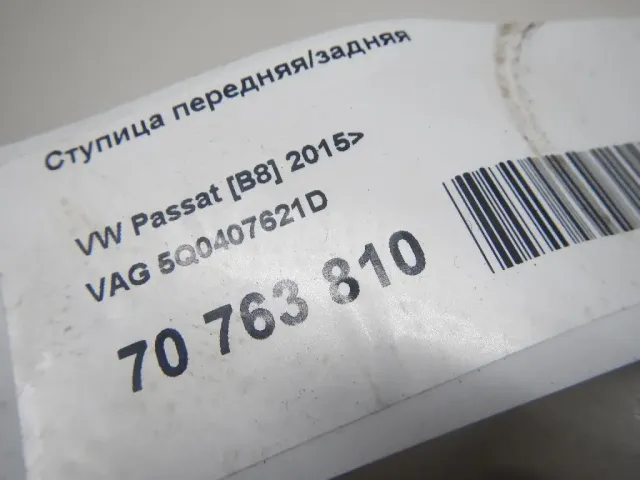 Ступица передняя/задняя
VW Passat [B8] 2015>
VAG 5Q0407621D
70 763 810